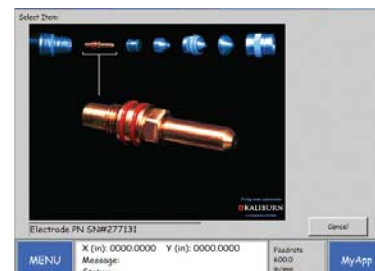 Select Item
KALIBURN
Electrode PN SN#277131
Cancel
MENU
X (in): 0000.0000 Y (in): 0000.0000
Message:
Feedrate
600.0
MyApp